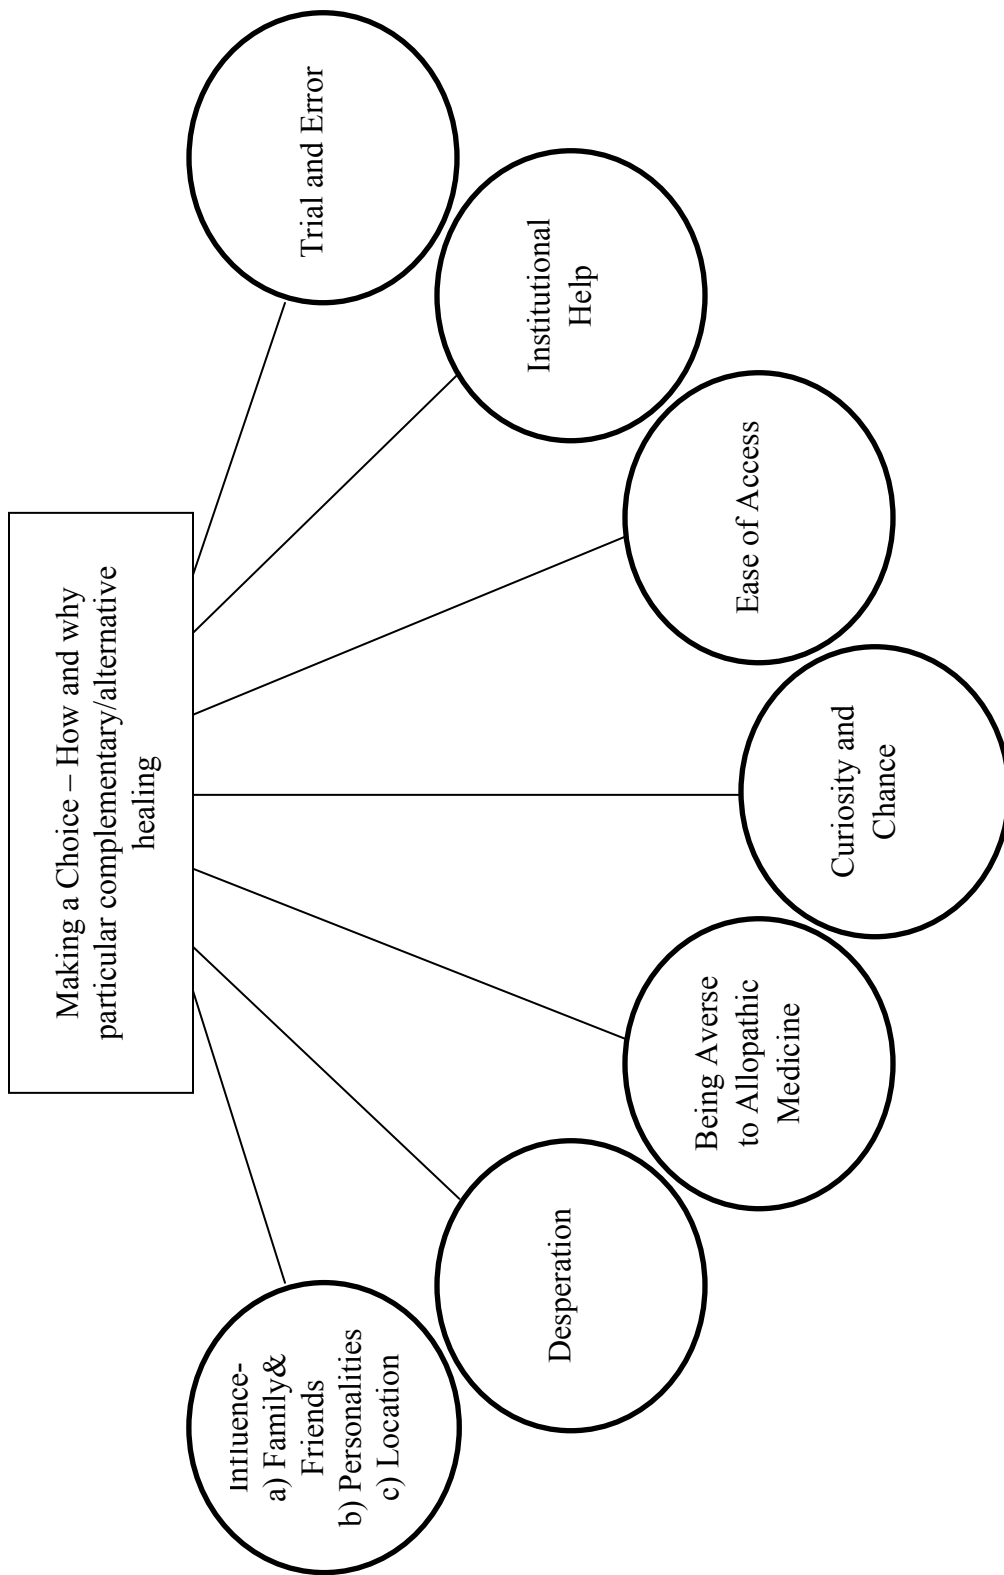 Making a Choice – How and why
particular complementary/alternative
healing
Influence-
a) Family&
Friends
b) Personalities
c) Location
Desperation
Being Averse
to Allopathic
Medicine
Curiosity and
Chance
Ease of Access
Institutional
Help
Trial and Error